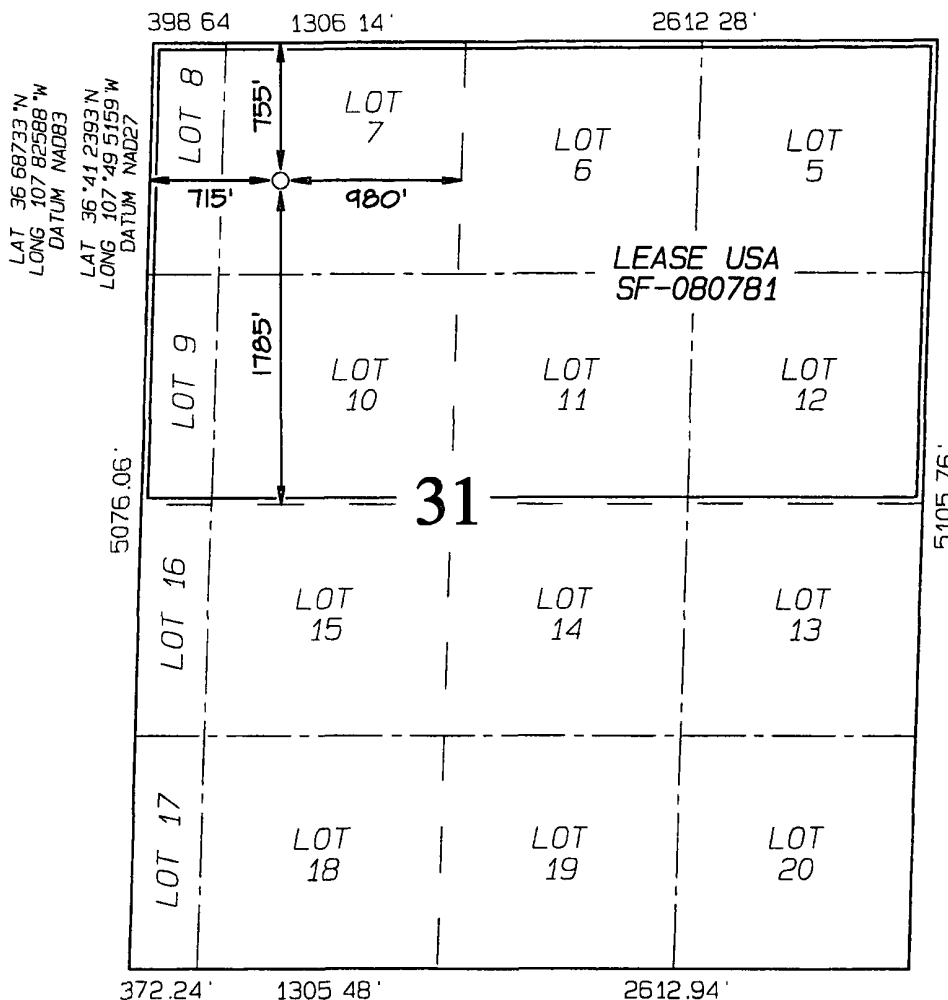 398 64 1306 14' 2612 28'
LAT 36 68733 °N
LONG 107 82588 °W
DATUM NAD83
LAT 36 °41 2393 N
LONG 107 °49 5159 W
DATUM NAD27
LOT 8
755'
LOT
7
LOT
6
LOT
5
715'
980'
LEASE USA
SF-080781
1785'
LOT 9
LOT
10
LOT
11
LOT
12
5076.06'
31
5105.76'
LOT 16
LOT
15
LOT
14
LOT
13
LOT 17
LOT
18
LOT
19
LOT
20
372.24' 1305 48' 2612.94'